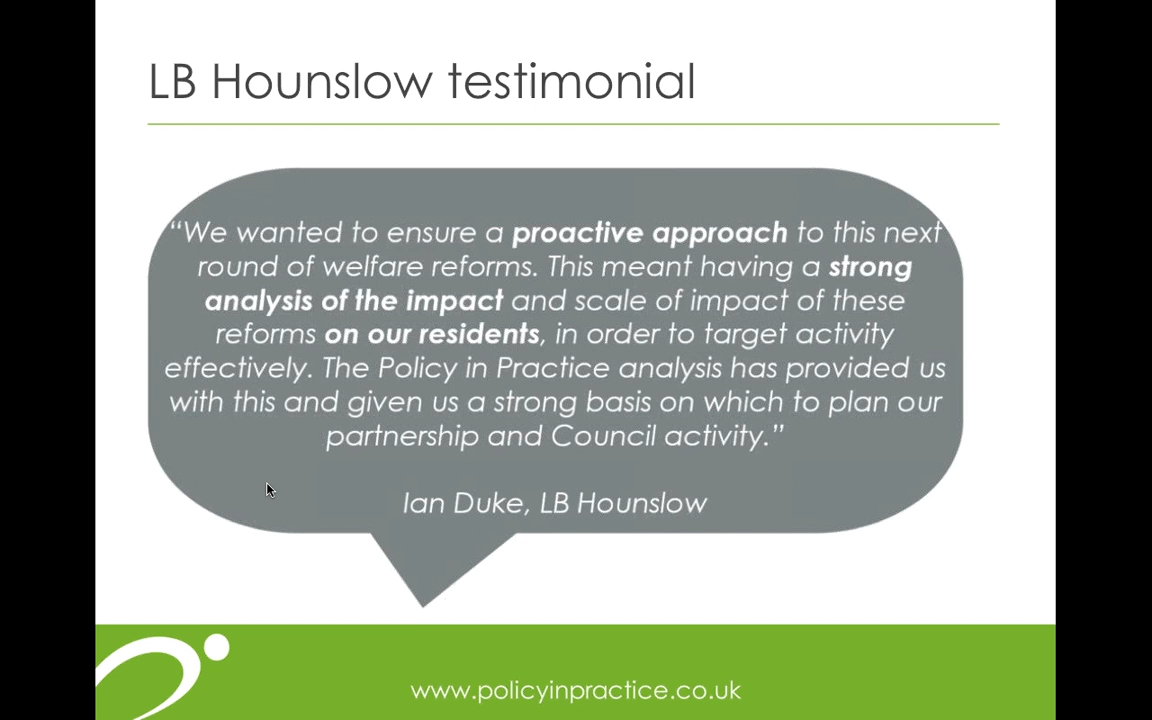 LB Hounslow testimonial
“We wanted to ensure a proactive approach to this next
round of welfare reforms. This meant having a strong
analysis of the impact and scale of impact of these
reforms on our residents, in order to target activity
effectively. The Policy in Practice analysis has provided us
with this and given us a strong basis on which to plan our
partnership and Council activity.”
Ian Duke, LB Hounslow
www.policyinpractice.co.uk